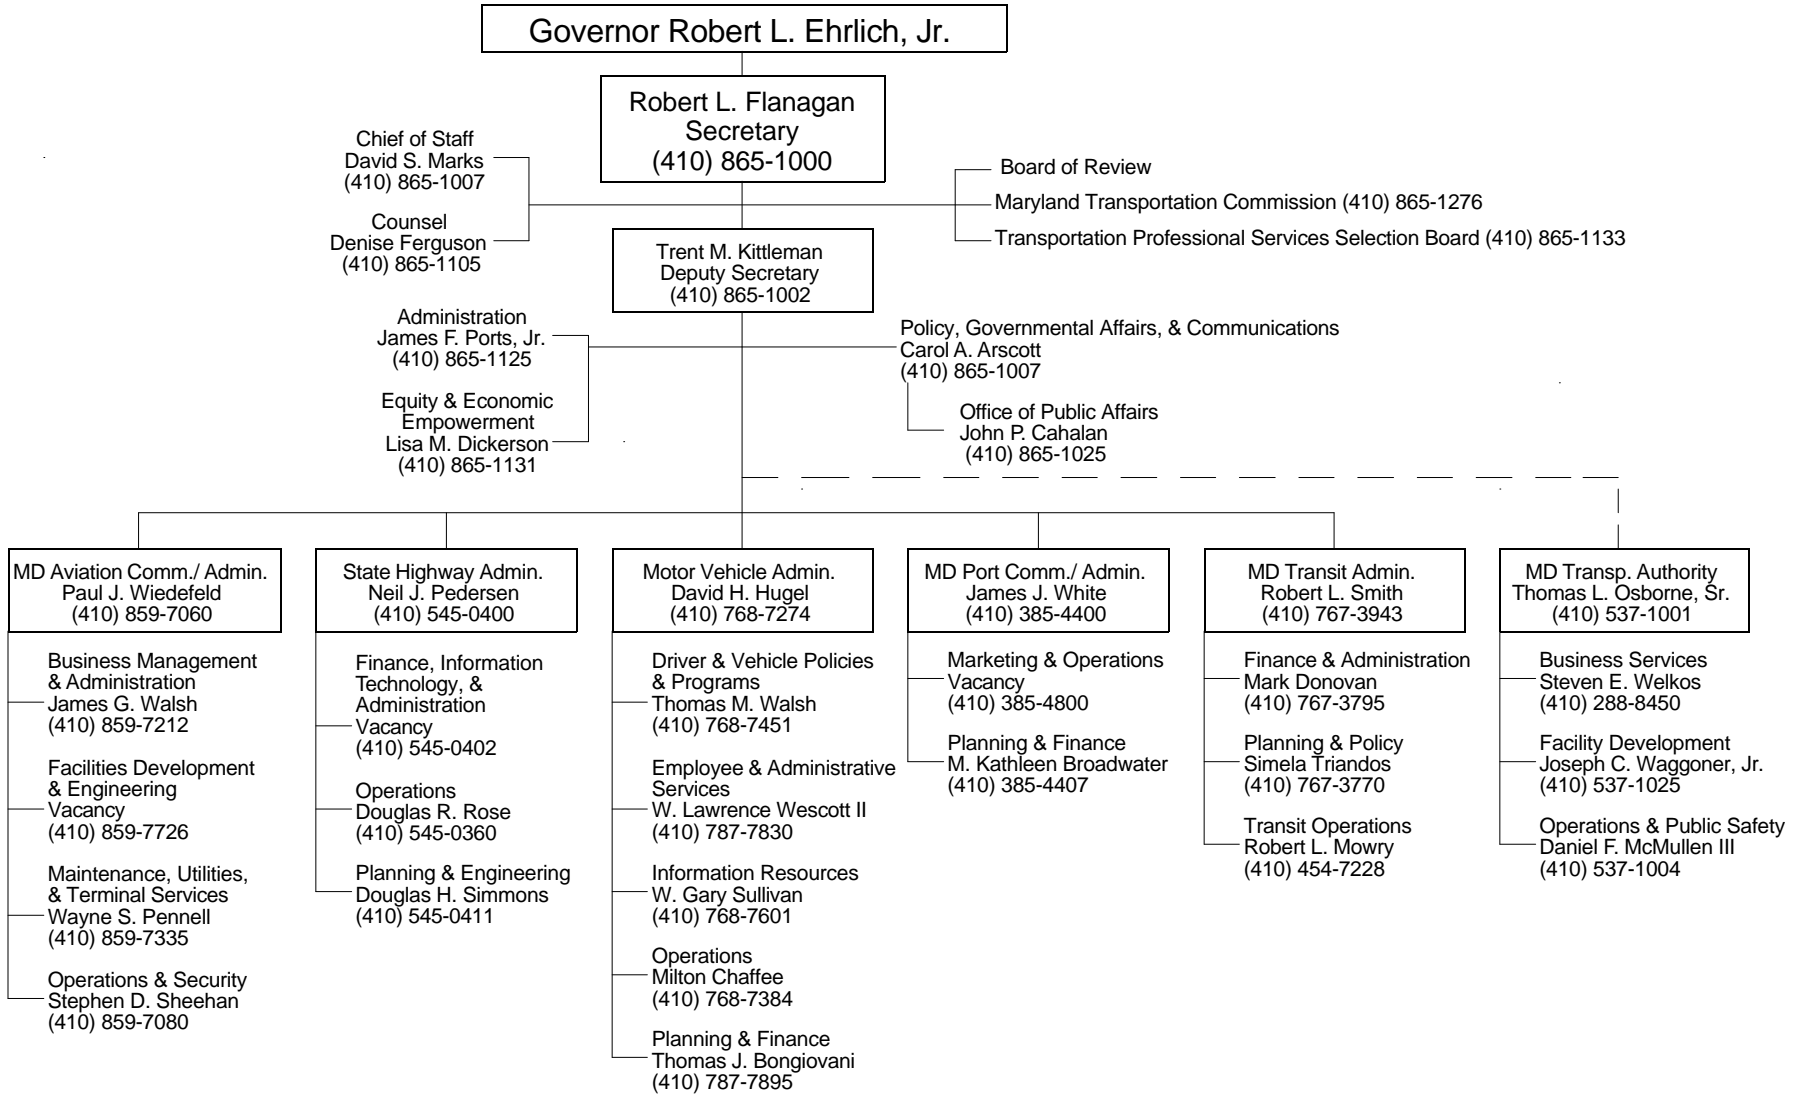 Governor Robert L. Ehrlich, Jr.
Robert L. Flanagan
Secretary
(410) 865-1000
Chief of Staff
David S. Marks
(410) 865-1007
Counsel
Denise Ferguson
(410) 865-1105
Board of Review
Maryland Transportation Commission (410) 865-1276
Transportation Professional Services Selection Board (410) 865-1133
Trent M. Kittleman
Deputy Secretary
(410) 865-1002
Administration
James F. Ports, Jr.
(410) 865-1125
Equity & Economic
Empowerment
Lisa M. Dickerson
(410) 865-1131
Policy, Governmental Affairs, & Communications
Carol A. Arscott
(410) 865-1007
Office of Public Affairs
John P. Cahalan
(410) 865-1025
MD Aviation Comm./ Admin.
Paul J. Wiedefeld
(410) 859-7060
Business Management
& Administration
James G. Walsh
(410) 859-7212
Facilities Development
& Engineering
Vacancy
(410) 859-7726
Maintenance, Utilities,
& Terminal Services
Wayne S. Pennell
(410) 859-7335
Operations & Security
Stephen D. Sheehan
(410) 859-7080
State Highway Admin.
Neil J. Pedersen
(410) 545-0400
Finance, Information
Technology, &
Administration
Vacancy
(410) 545-0402
Operations
Douglas R. Rose
(410) 545-0360
Planning & Engineering
Douglas H. Simmons
(410) 545-0411
Motor Vehicle Admin.
David H. Hugel
(410) 768-7274
Driver & Vehicle Policies
& Programs
Thomas M. Walsh
(410) 768-7451
Employee & Administrative
Services
W. Lawrence Wescott II
(410) 787-7830
Information Resources
W. Gary Sullivan
(410) 768-7601
Operations
Milton Chaffee
(410) 768-7384
Planning & Finance
Thomas J. Bongiovani
(410) 787-7895
MD Port Comm./ Admin.
James J. White
(410) 385-4400
Marketing & Operations
Vacancy
(410) 385-4800
Planning & Finance
M. Kathleen Broadwater
(410) 385-4407
MD Transit Admin.
Robert L. Smith
(410) 767-3943
Finance & Administration
Mark Donovan
(410) 767-3795
Planning & Policy
Simela Triandos
(410) 767-3770
Transit Operations
Robert L. Mowry
(410) 454-7228
MD Transp. Authority
Thomas L. Osborne, Sr.
(410) 537-1001
Business Services
Steven E. Welkos
(410) 288-8450
Facility Development
Joseph C. Waggoner, Jr.
(410) 537-1025
Operations & Public Safety
Daniel F. McMullen III
(410) 537-1004